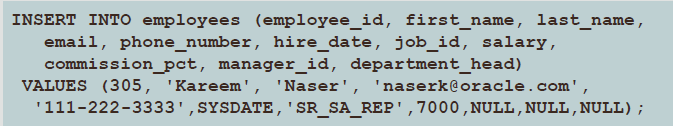 INSERT INTO employees (employee_id, first_name, last_name,
email, phone_number, hire_date, job_id, salary,
commission_pct, manager_id, department_head)
VALUES (305, 'Kareem', 'Naser', 'naserk@oracle.com',
'111-222-3333',SYSDATE,'SR_SA_REP',7000,NULL,NULL,NULL);